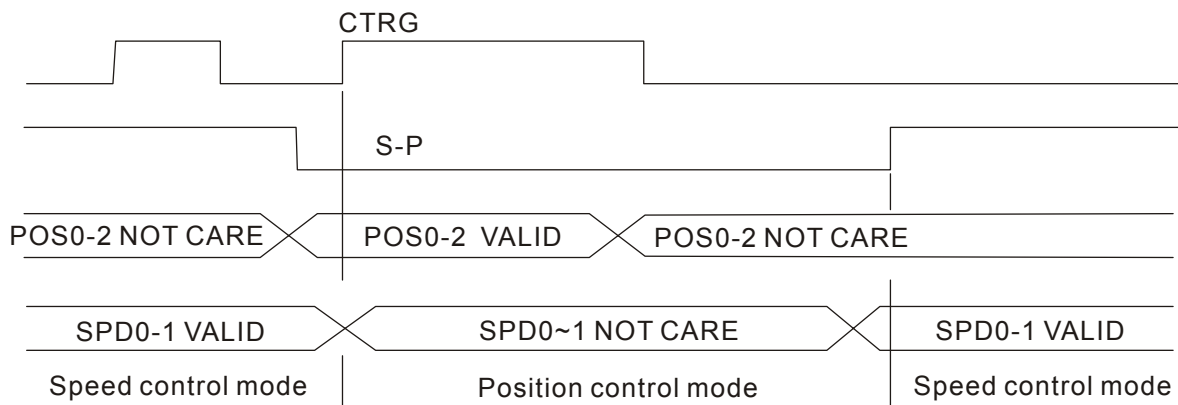 CTRG
S-P
POS0-2 NOT CARE
POS0-2 VALID
POS0-2 NOT CARE
SPD0-1 VALID
SPD0~1 NOT CARE
SPD0-1 VALID
Speed control mode
Position control mode
Speed control mode